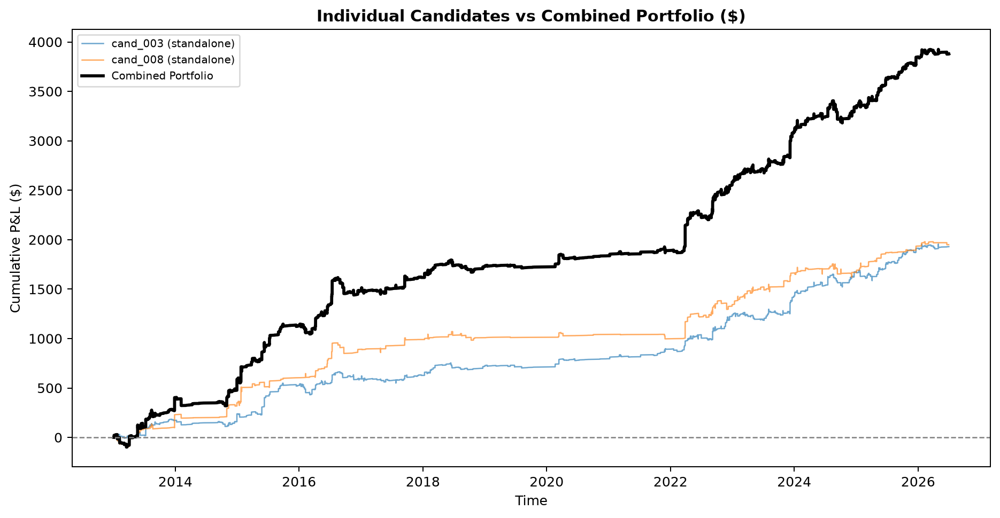 Individual Candidates vs Combined Portfolio ($)
cand_003 (standalone)
cand_008 (standalone)
Combined Portfolio
Cumulative P&L ($)
4000
3500
3000
2500
2000
1500
1000
500
0
2014 2016 2018 2020 2022 2024 2026
Time